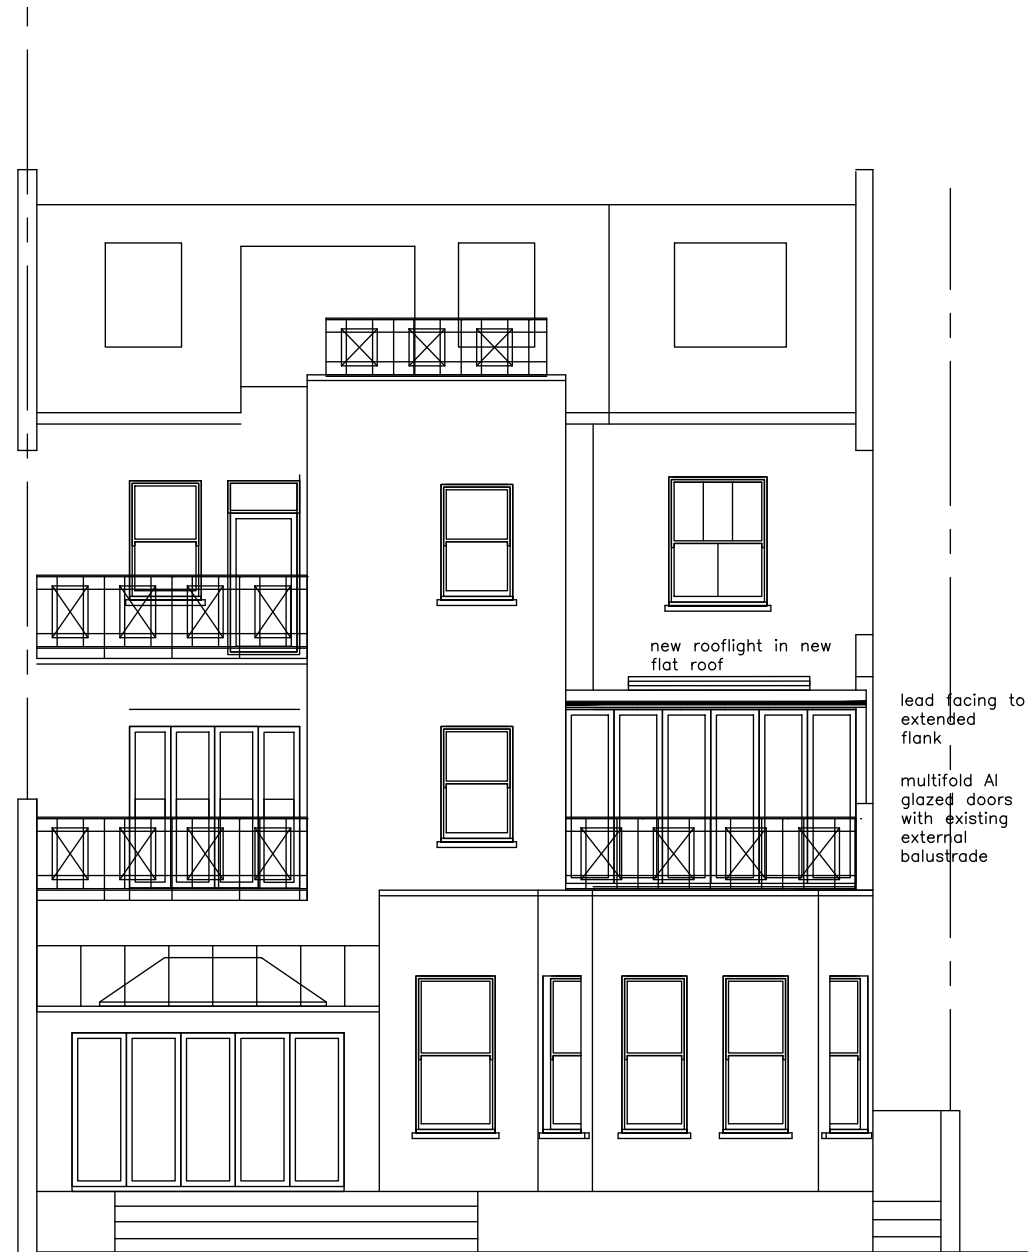 new rooflight in new
flat roof
lead facing to
extended
flank
multifold Al
glazed doors
with existing
external
balustrade